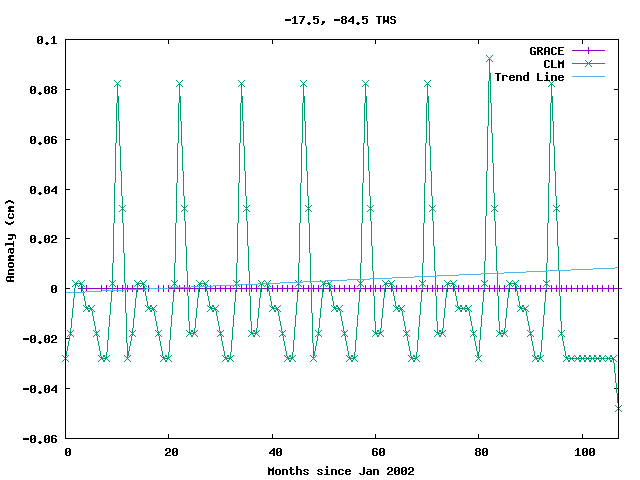 -17.5, -84.5 TWS
0.1
GRACE
CLM
Trend Line
0.08
0.06
0.04
0.02
0
-0.02
-0.04
-0.06
Anomaly (cm)
0 20 40 60 80 100
Months since Jan 2002